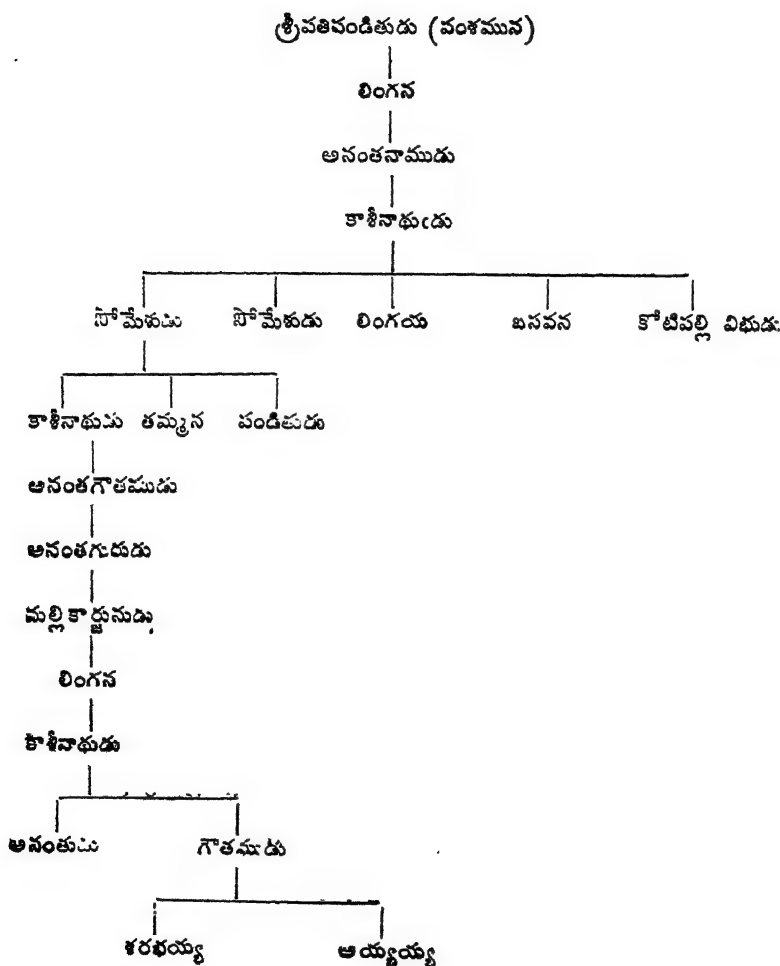 శ్రీపతిపండితుడు (వంశమున)
లింగన
అనంతనాముడు
కాశీనాథుఁడు
సోమేశుడు సోమేశుడు లింగయ బసవన కోటిపల్లి విభుడు
కాశీనాథుడు తమ్మన పండితుడు
ఆనంతగౌతముడు
అనంతగురుడు
మల్లికార్జునుడు
లింగన
కాశీనాథుడు
అనంతుడు గౌతముడు
శరభయ్య అయ్యయ్య